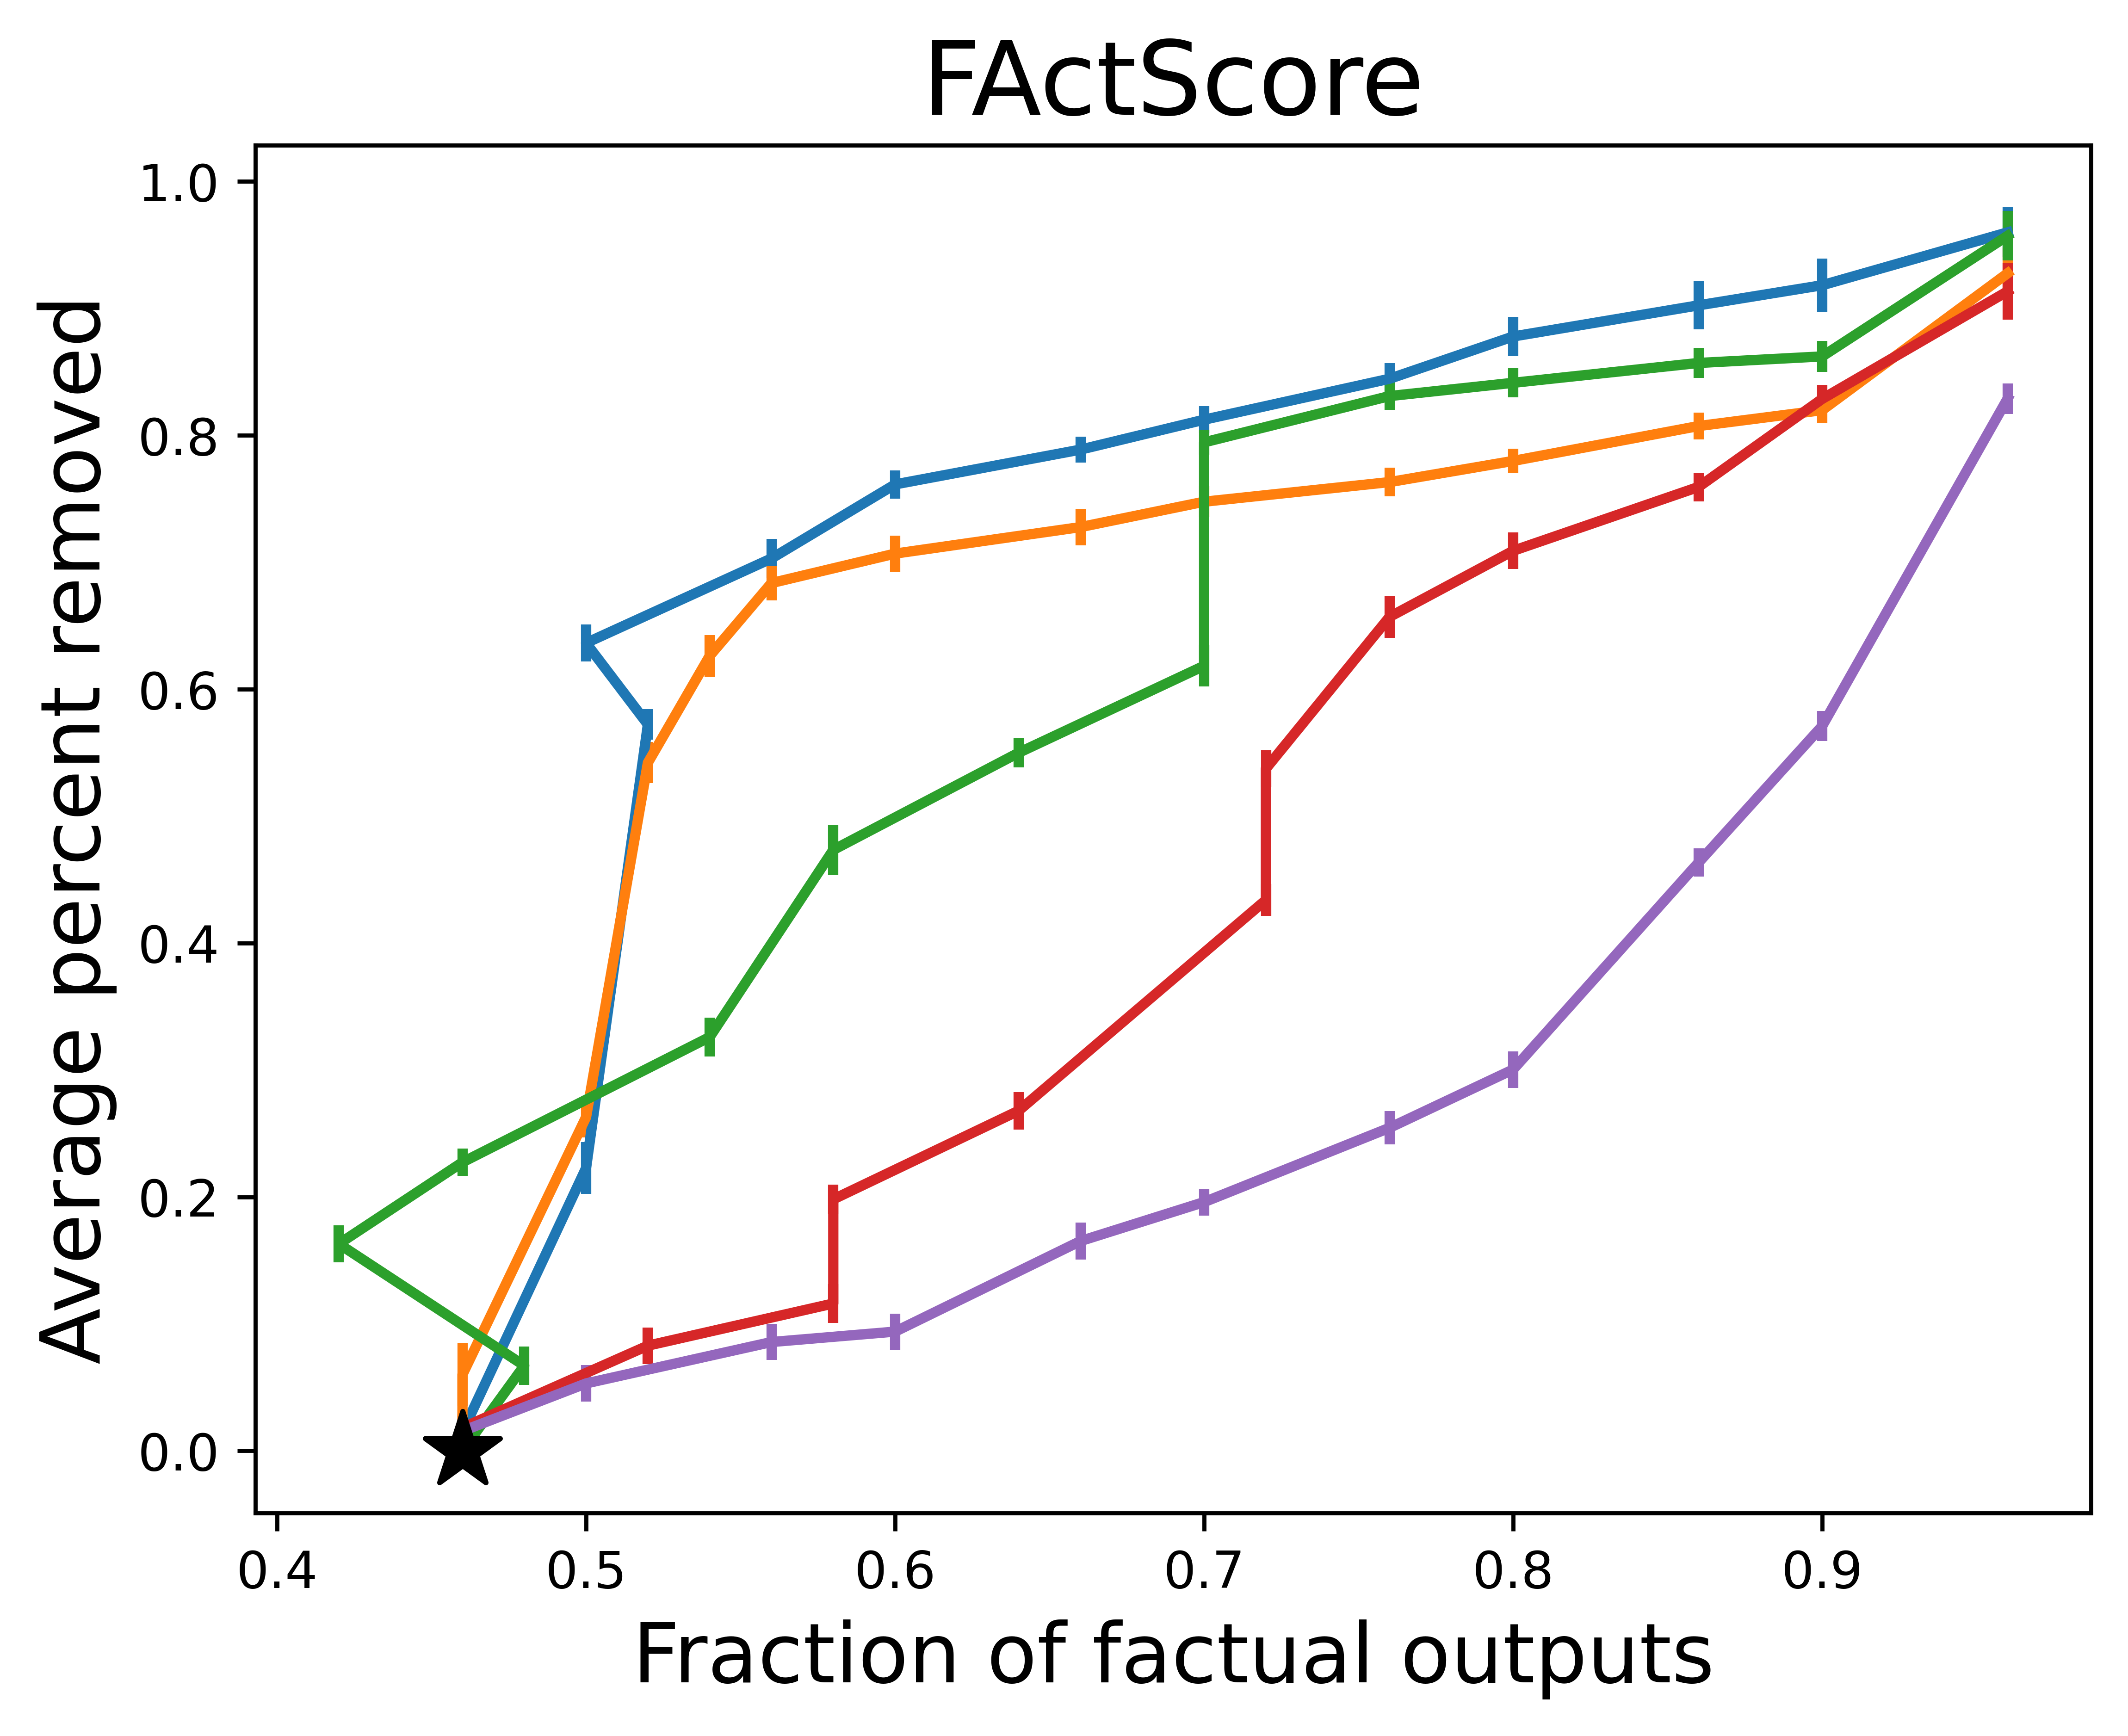 FActScore
Average percent removed
1.0
0.8
0.6
0.4
0.2
0.0
0.4 0.5 0.6 0.7 0.8 0.9
Fraction of factual outputs